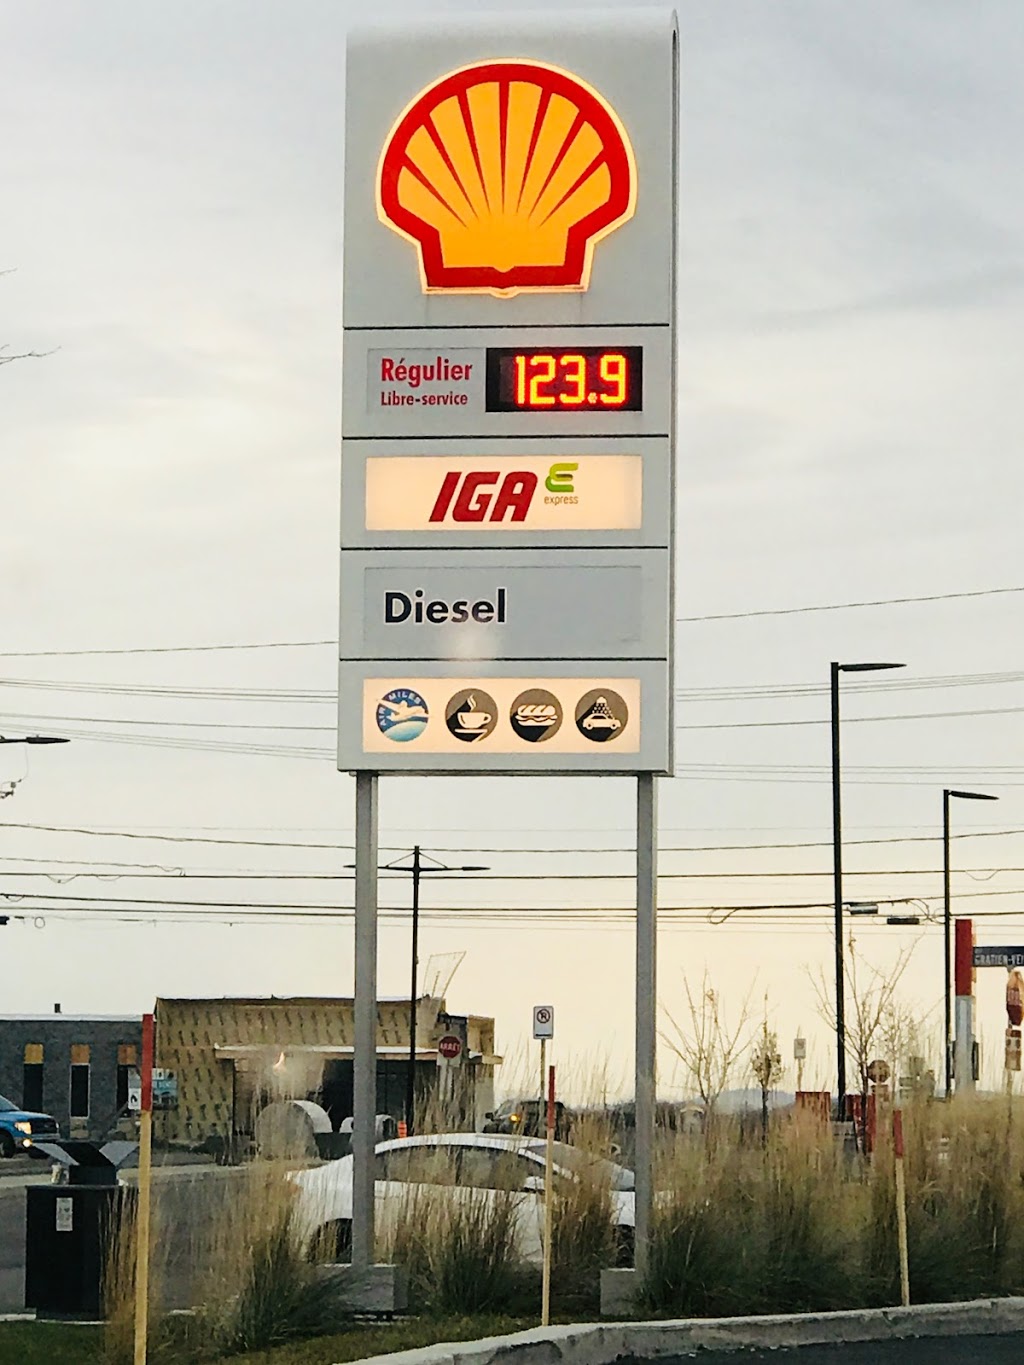 Régulier
Libre-service
123.9
IGA
express
Diesel
AIR MILES
ARRÊT